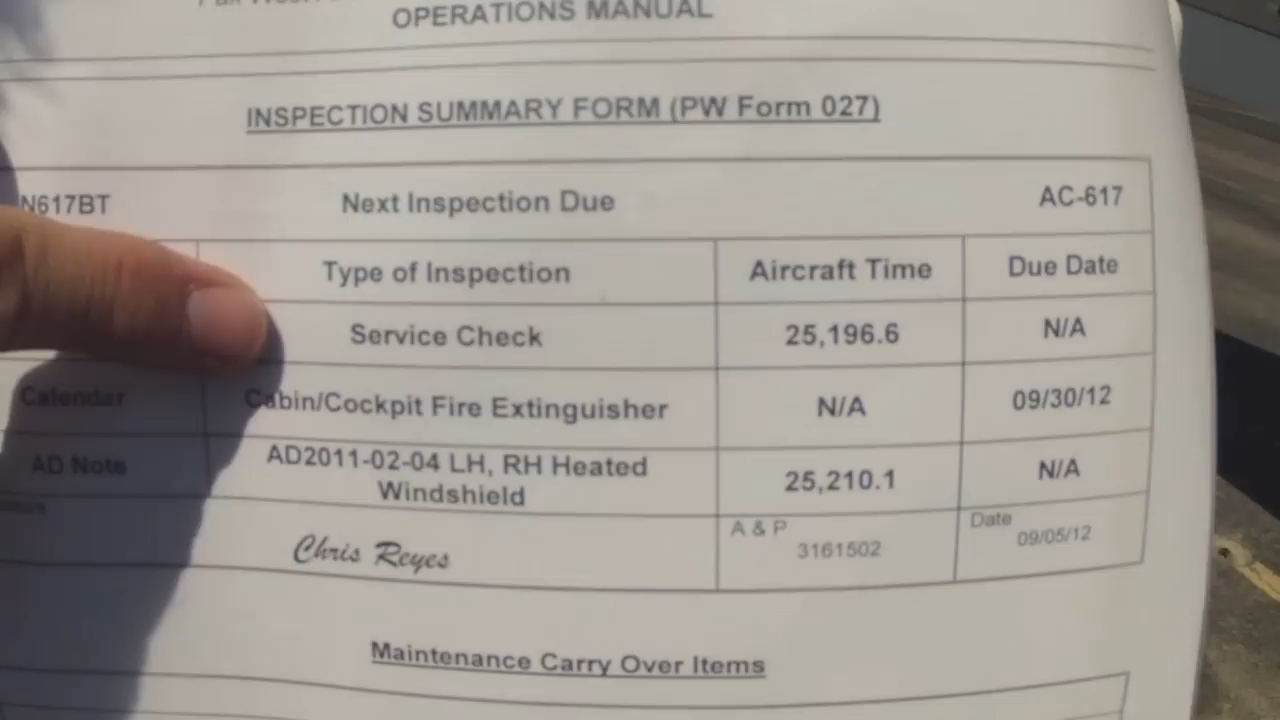 OPERATIONS MANUAL
INSPECTION SUMMARY FORM (PW Form 027)
N617BT Next Inspection Due AC-617
Type of Inspection Aircraft Time Due Date
Service Check 25,196.6 N/A
Calendar Cabin/Cockpit Fire Extinguisher N/A 09/30/12
AD Note AD2011-02-04 LH, RH Heated Windshield 25,210.1 N/A
Chris Reyes A & P 3161502 Date 09/05/12
Maintenance Carry Over Items